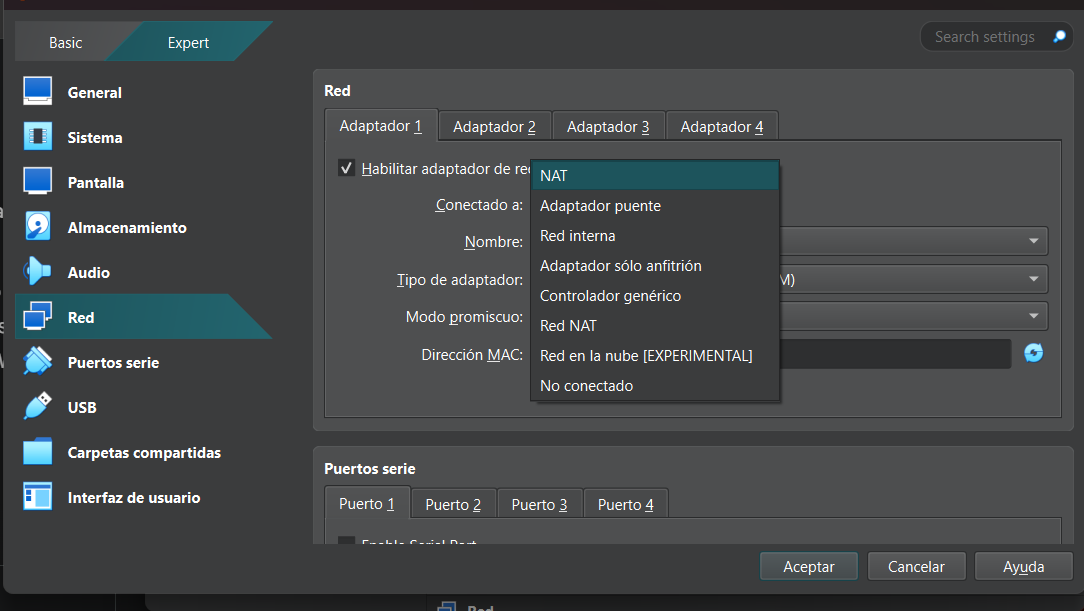 Basic
Expert
Search settings
General
Sistema
Pantalla
Almacenamiento
Audio
Red
Puertos serie
USB
Carpetas compartidas
Interfaz de usuario
Red
Adaptador 1
Adaptador 2
Adaptador 3
Adaptador 4
Habilitar adaptador de
Conectado a:
Nombre:
Tipo de adaptador:
Modo promiscuo:
Dirección MAC:
NAT
Adaptador puente
Red interna
Adaptador sólo anfitrión
Controlador genérico
Red NAT
Red en la nube [EXPERIMENTAL]
No conectado
Puertos serie
Puerto 1
Puerto 2
Puerto 3
Puerto 4
Enable Serial Port
Aceptar
Cancelar
Ayuda
Red